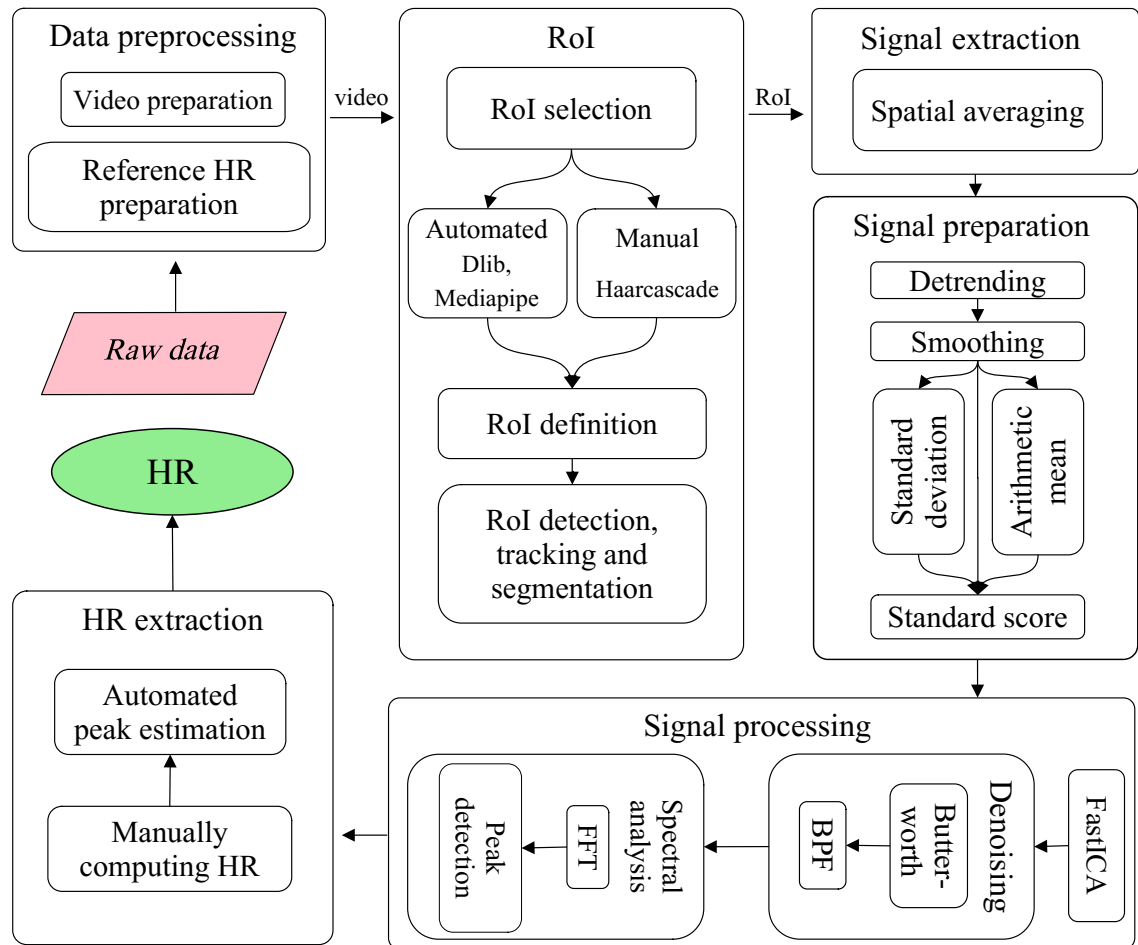 Data preprocessing
Video preparation
Reference HR
preparation
Raw data
video
RoI
RoI selection
Automated
Dlib,
Mediapipe
Manual
Haarcascade
RoI definition
RoI detection,
tracking and
segmentation
RoI
Signal extraction
Spatial averaging
Signal preparation
Detrending
Smoothing
Standard
deviation
Arithmetic
mean
Standard score
Signal processing
FastICA
Denoising
Butter-
worth
BPF
Spectral
analysis
FFT
Peak
detection
HR extraction
Manually
computing HR
Automated
peak estimation
HR